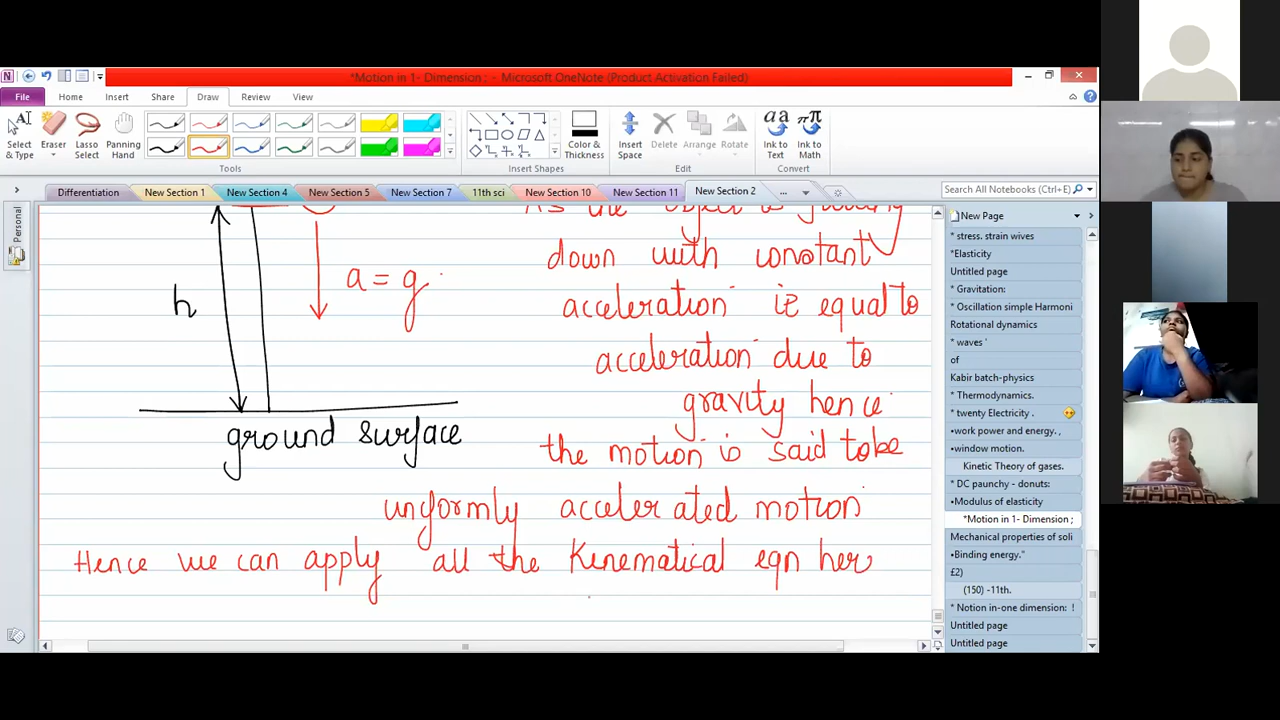 *Motion in 1- Dimension ; - Microsoft OneNote (Product Activation Failed)
File Home Insert Share Draw Review View
Select & Type
Eraser
Lasso Select
Panning Hand
Color & Thickness
Insert Space
Delete
Arrange
Rotate
Ink to Text
Ink to Math
Tools
Insert Shapes
Edit
Convert
Differentiation New Section 1 New Section 4 New Section 5 New Section 7 11th sci New Section 10 New Section 11 New Section 2 ...
Search All Notebooks (Ctrl+E)
Personal
As the object is falling
down with constant
a = g
h
acceleration is equal to
acceleration due to
gravity hence
ground surface
the motion is said to be
unformly accelerated motion
Hence we can apply all the Kinematical eqn her
New Page
* stress. strain wives
*Elasticity
Untitled page
* Gravitation:
* Oscillation simple Harmoni
Rotational dynamics
* waves '
of
Kabir batch-physics
* Thermodynamics.
* twenty Electricity .
•work power and energy. ,
•window motion.
Kinetic Theory of gases.
* DC paunchy - donuts:
•Modulus of elasticity
*Motion in 1- Dimension ;
Mechanical properties of soli
•Binding energy."
£2)
(150) -11th.
* Notion in-one dimension: !
Untitled page
Untitled page